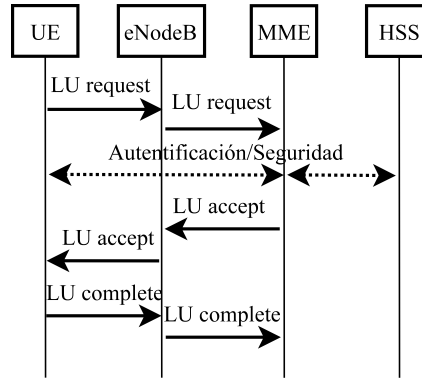 UE eNodeB MME HSS
LU request
LU request
Autentificación/Seguridad
LU accept
LU accept
LU complete
LU complete